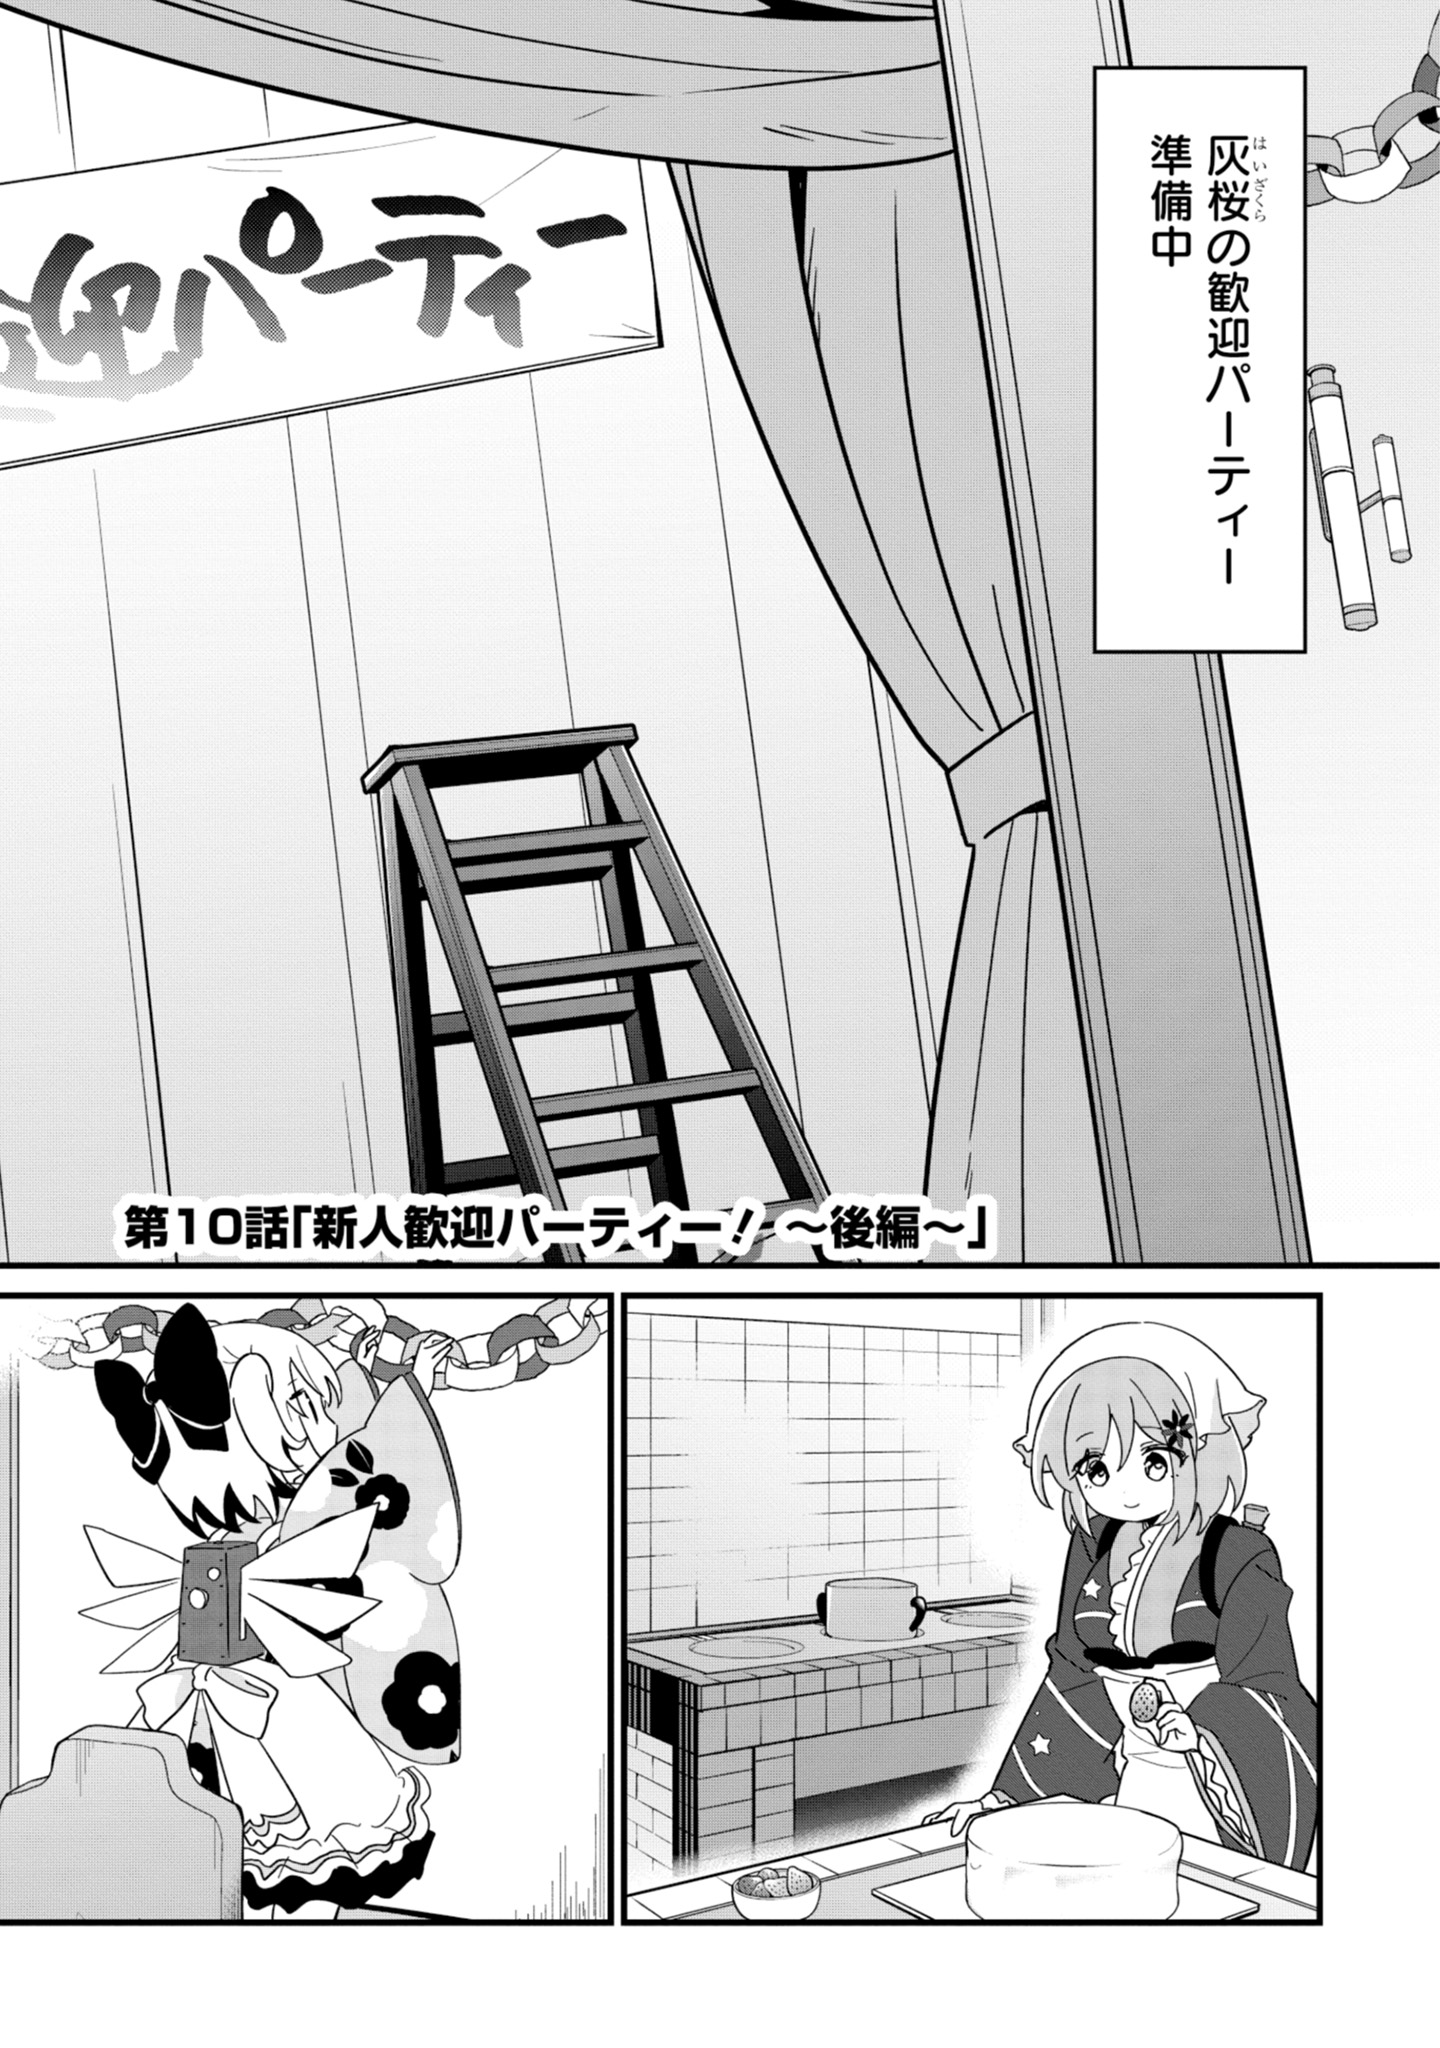 灰桜の歓迎パーティー
はいざくら
準備中
迎パーティー
第10話「新人歓迎パーティー！ ～後編～」